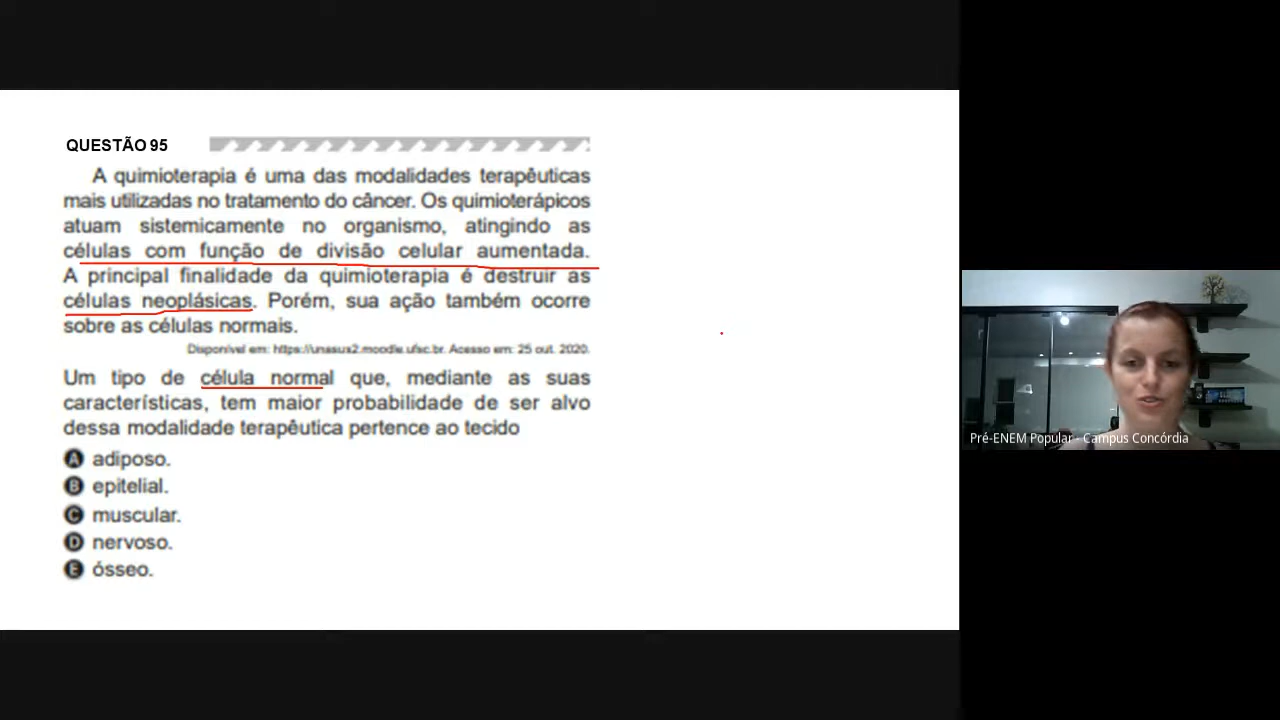 QUESTÃO 95
A quimioterapia é uma das modalidades terapêuticas
mais utilizadas no tratamento do câncer. Os quimioterápicos
atuam sistemicamente no organismo, atingindo as
células com função de divisão celular aumentada.
A principal finalidade da quimioterapia é destruir as
células neoplásicas. Porém, sua ação também ocorre
sobre as células normais.
Disponível em: https://unasus2.moodle.ufsc.br. Acesso em: 25 out. 2020.
Um tipo de célula normal que, mediante as suas
características, tem maior probabilidade de ser alvo
dessa modalidade terapêutica pertence ao tecido
A adiposo.
B epitelial.
C muscular.
D nervoso.
E ósseo.
Pré-ENEM Popular - Campus Concórdia